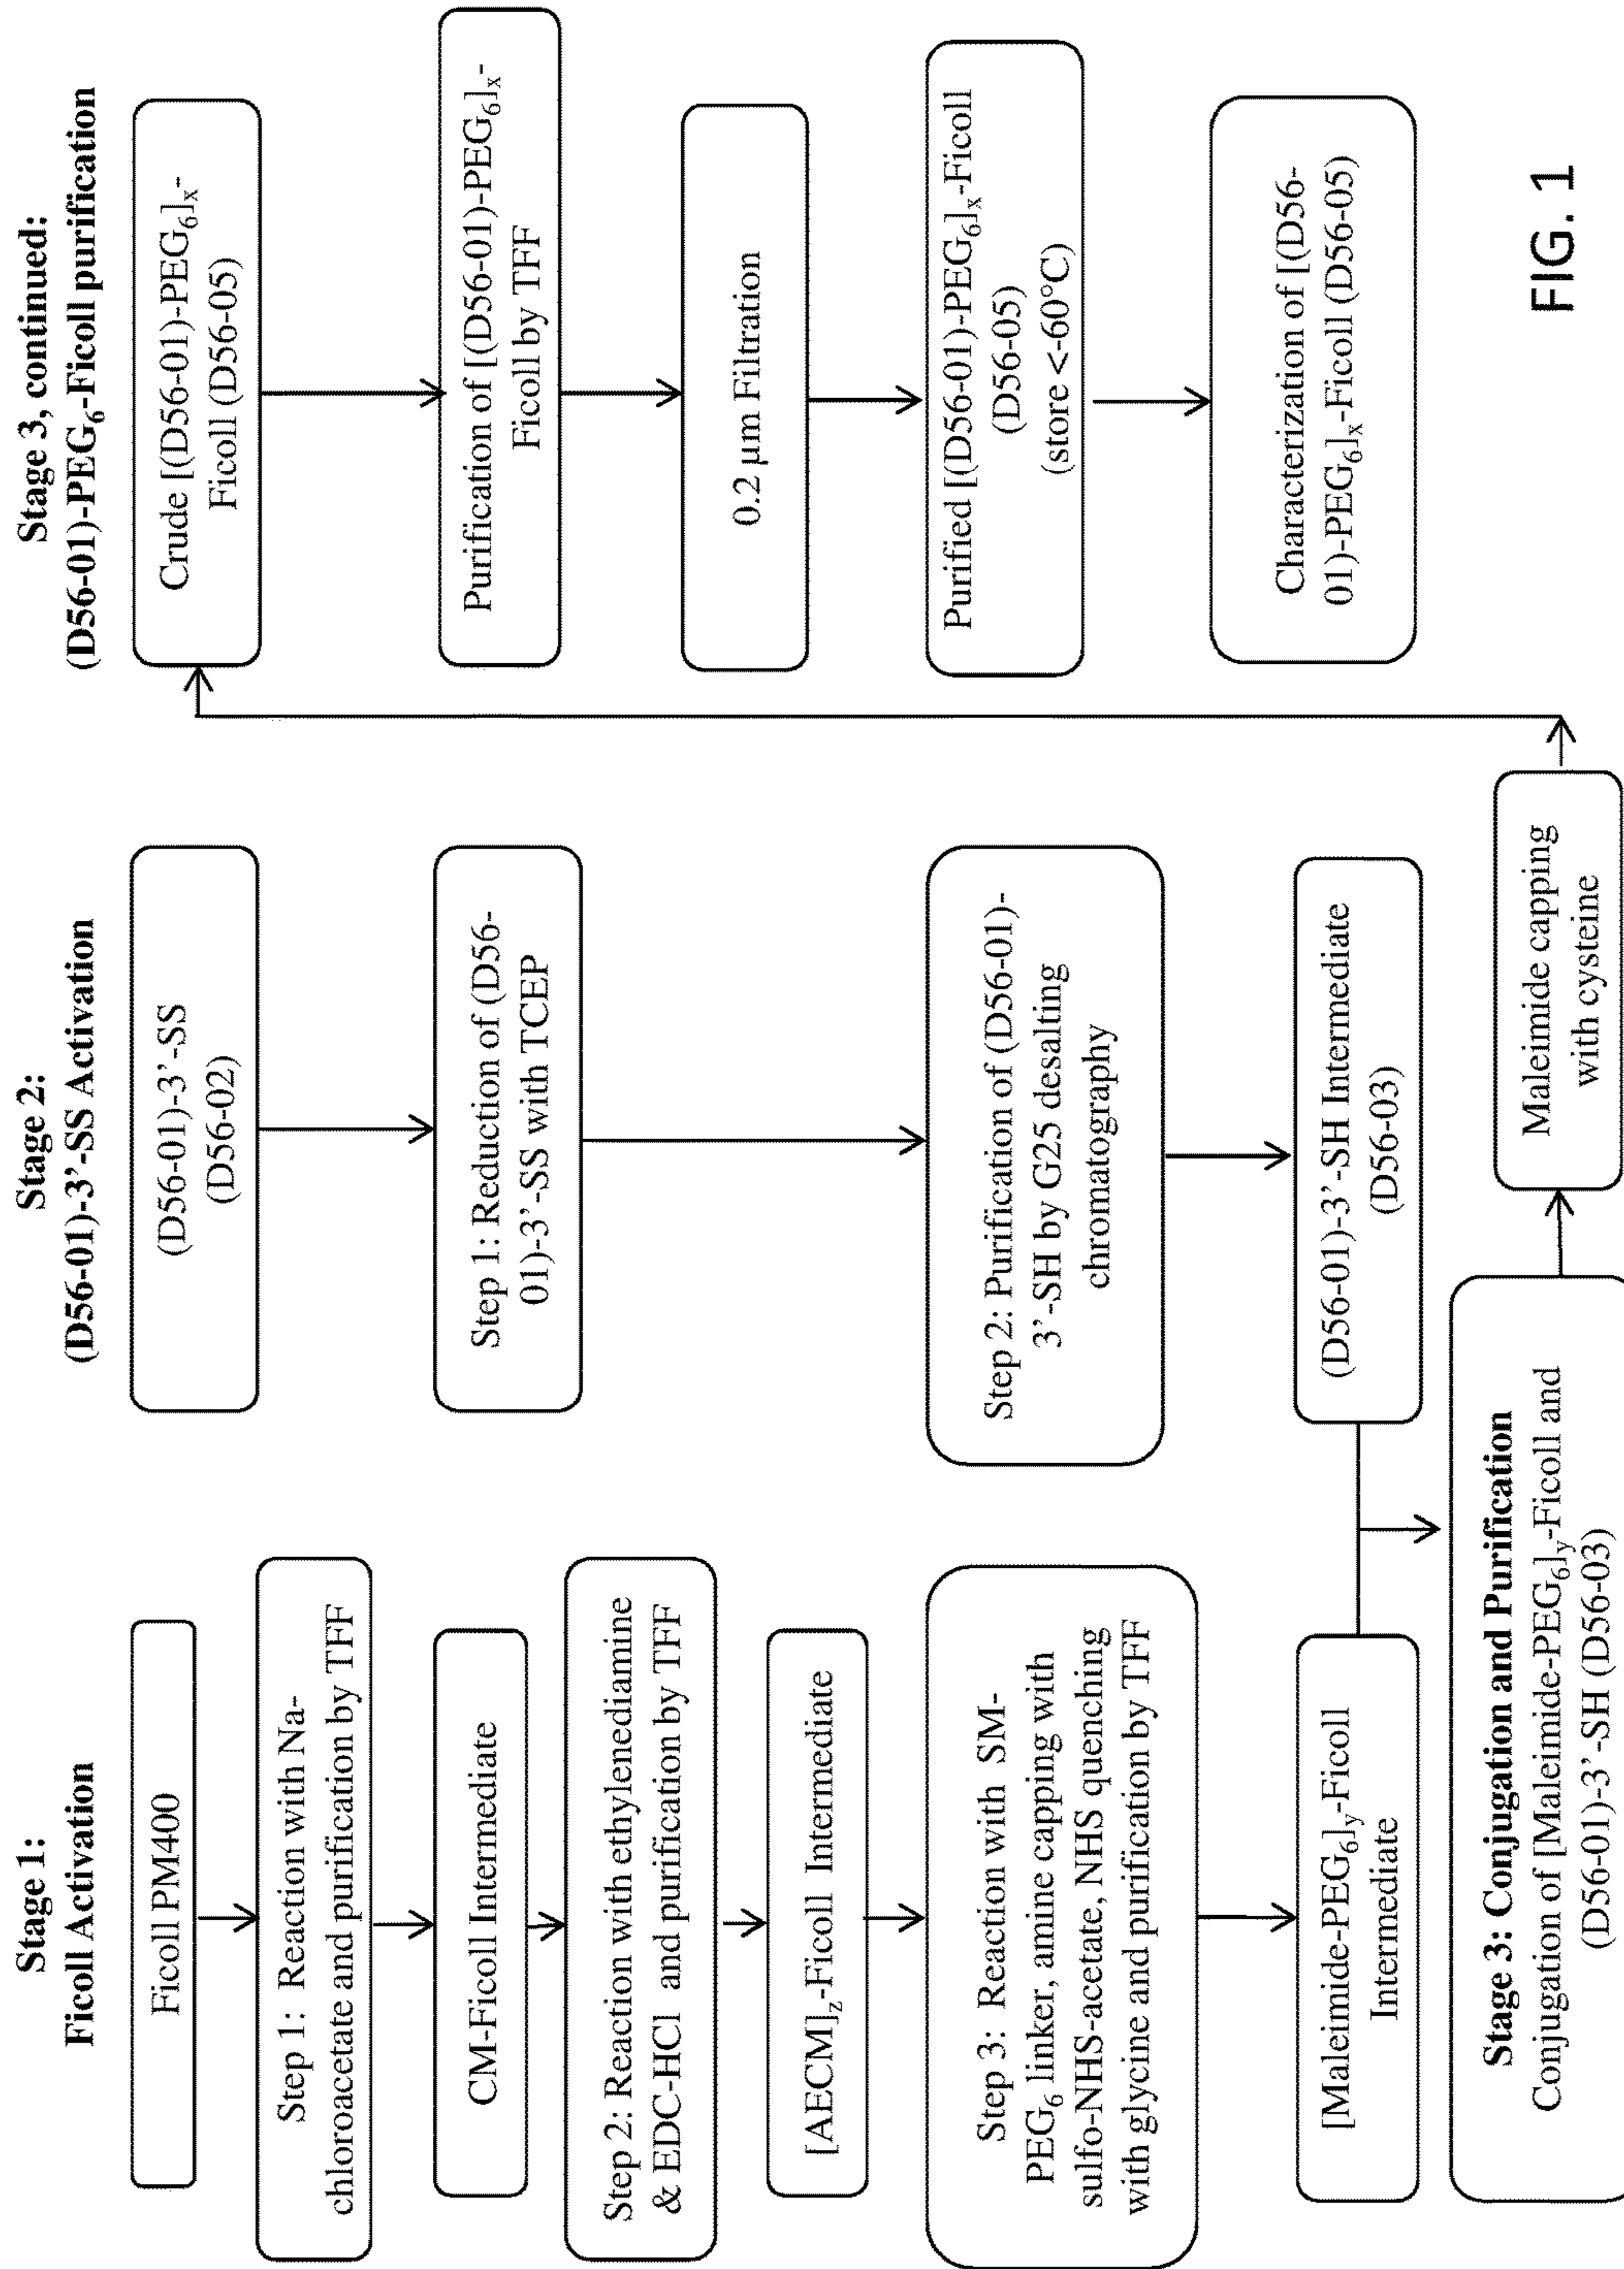 Stage 1:
Ficoll Activation
Ficoll PM400
Step 1: Reaction with Na-
chloroacetate and purification by TFF
CM-Ficoll Intermediate
Step 2: Reaction with ethylenediamine
& EDC-HCl and purification by TFF
[AECM]z-Ficoll Intermediate
Step 3: Reaction with SM-
PEG6 linker, amine capping with
sulfo-NHS-acetate, NHS quenching
with glycine and purification by TFF
[Maleimide-PEG6]y-Ficoll
Intermediate
Stage 2:
(D56-01)-3’-SS Activation
(D56-01)-3’-SS
(D56-02)
Step 1: Reduction of (D56-
01)-3’-SS with TCEP
Step 2: Purification of (D56-01)-
3’-SH by G25 desalting
chromatography
(D56-01)-3’-SH Intermediate
(D56-03)
Stage 3: Conjugation and Purification
Conjugation of [Maleimide-PEG6]y-Ficoll and
(D56-01)-3’-SH (D56-03)
Maleimide capping
with cysteine
Stage 3, continued:
(D56-01)-PEG6-Ficoll purification
Crude [(D56-01)-PEG6]x-
Ficoll (D56-05)
Purification of [(D56-01)-PEG6]x-
Ficoll by TFF
0.2 µm Filtration
Purified [(D56-01)-PEG6]x-Ficoll
(D56-05)
(store <-60°C)
Characterization of [(D56-
01)-PEG6]x-Ficoll (D56-05)
FIG. 1